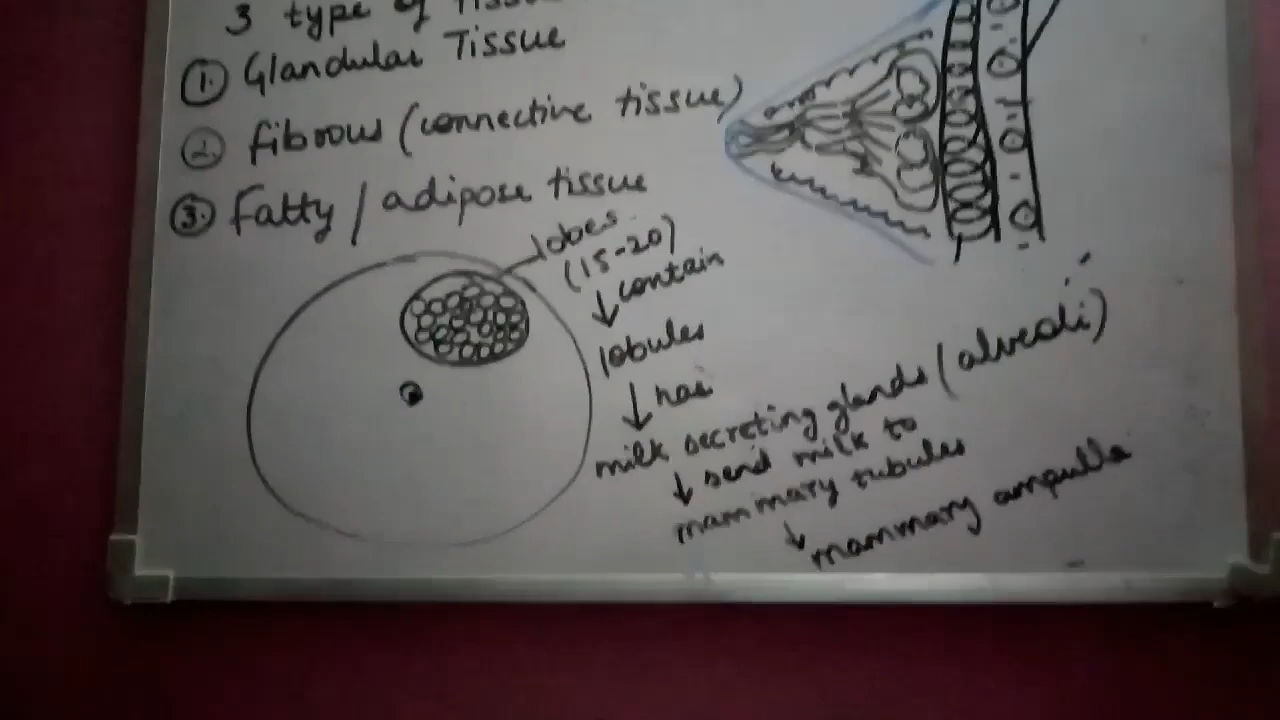 3 type of Tissue
① Glandular Tissue
② fibrous (connective tissue)
③ Fatty / adipose tissue
lobes
(15-20)
↓ contain
lobules
↓ has
milk secreting glands (alveoli)
↓ send milk to
mammary tubules
↓
mammary ampulla